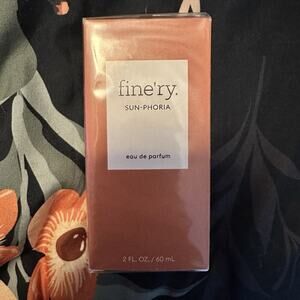 fine'ry.
SUN-PHORIA
eau de parfum
2 FL. OZ. / 60 mL